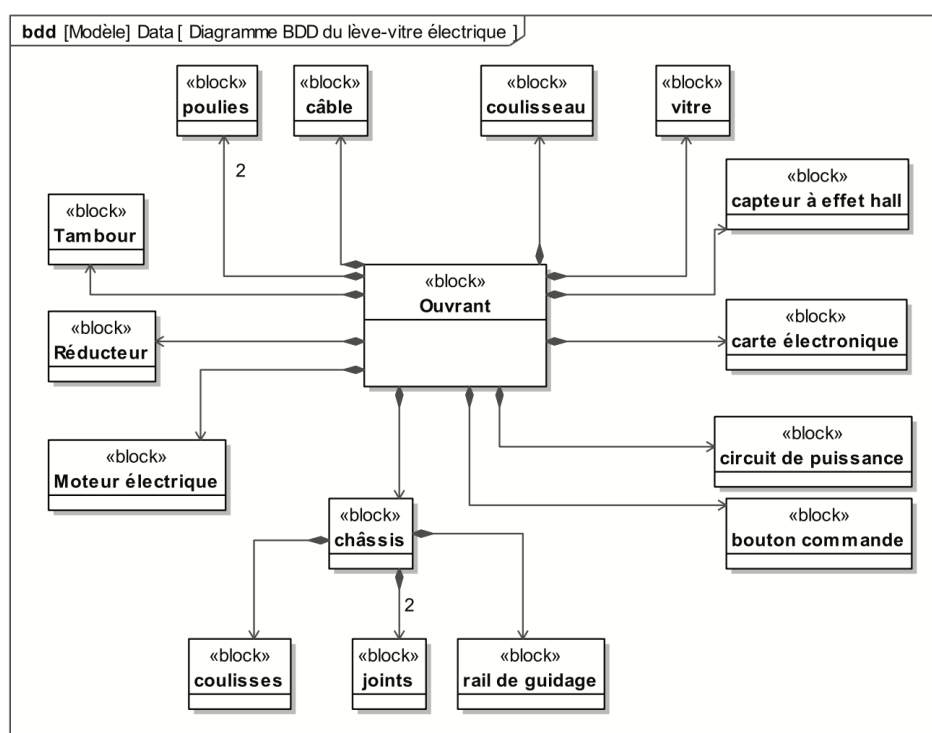 bdd [Modèle] Data [ Diagramme BDD du lève-vitre électrique ]
«block»
poulies
«block»
câble
«block»
coulisseau
«block»
vitre
2
«block»
capteur à effet hall
«block»
Tambour
«block»
Ouvrant
«block»
Réducteur
«block»
carte électronique
«block»
Moteur électrique
«block»
circuit de puissance
«block»
châssis
«block»
bouton commande
2
«block»
coulisses
«block»
joints
«block»
rail de guidage